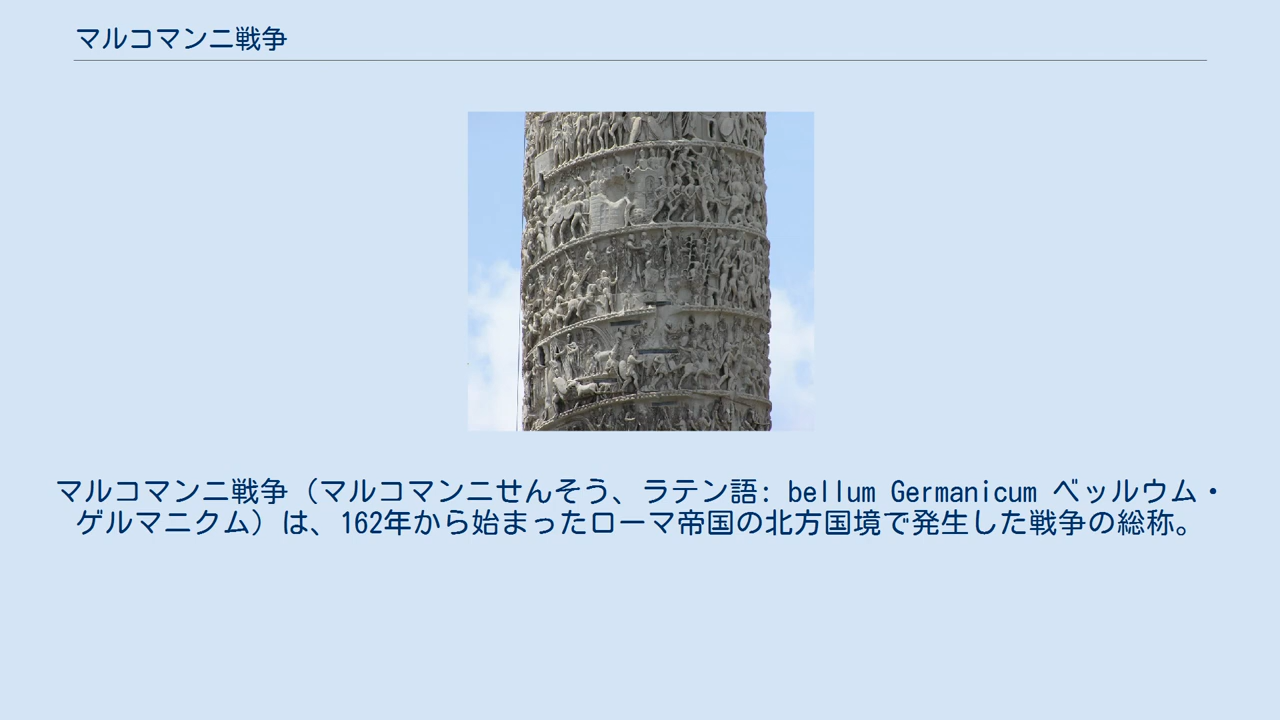 マルコマンニ戦争
マルコマンニ戦争（マルコマンニせんそう、ラテン語: bellum Germanicum ベッルウム・
ゲルマニクム）は、162年から始まったローマ帝国の北方国境で発生した戦争の総称。